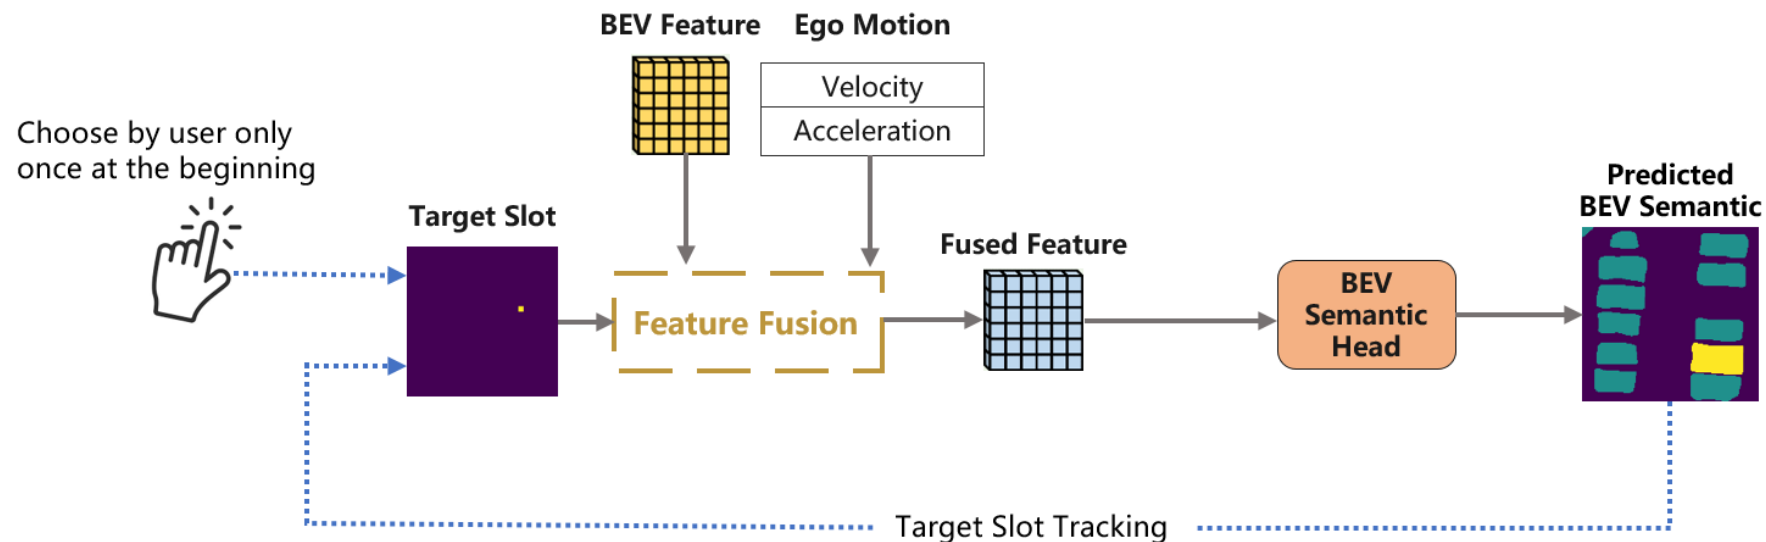 BEV Feature
Ego Motion
Velocity
Acceleration
Choose by user only
once at the beginning
Target Slot
Feature Fusion
Fused Feature
BEV
Semantic
Head
Predicted
BEV Semantic
Target Slot Tracking